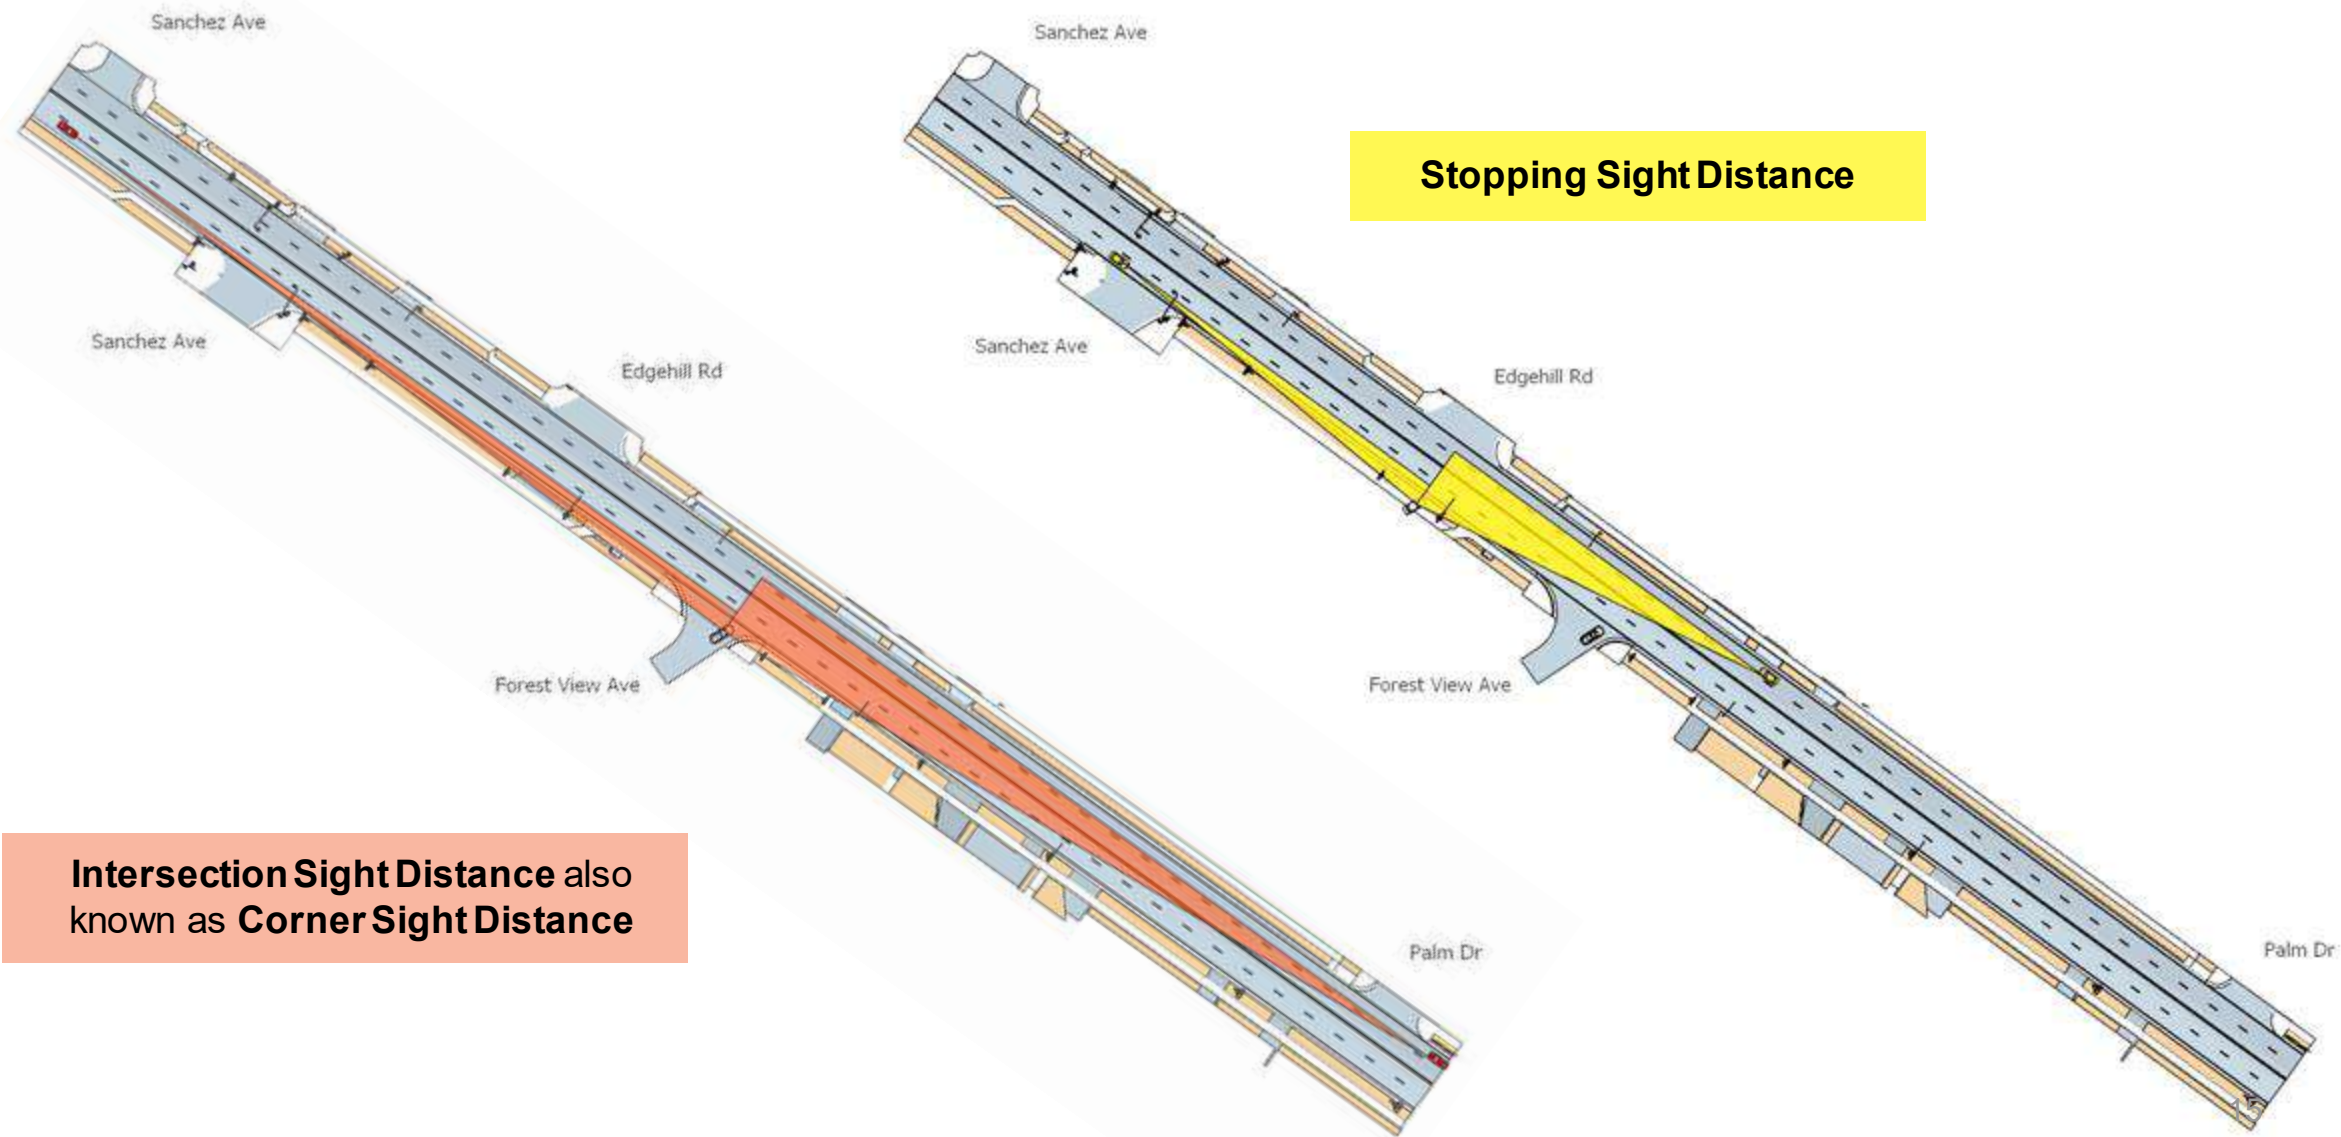 Sanchez Ave
Sanchez Ave
Stopping Sight Distance
Sanchez Ave
Sanchez Ave
Edgehill Rd
Edgehill Rd
Forest View Ave
Forest View Ave
Intersection Sight Distance also
known as Corner Sight Distance
Palm Dr
Palm Dr